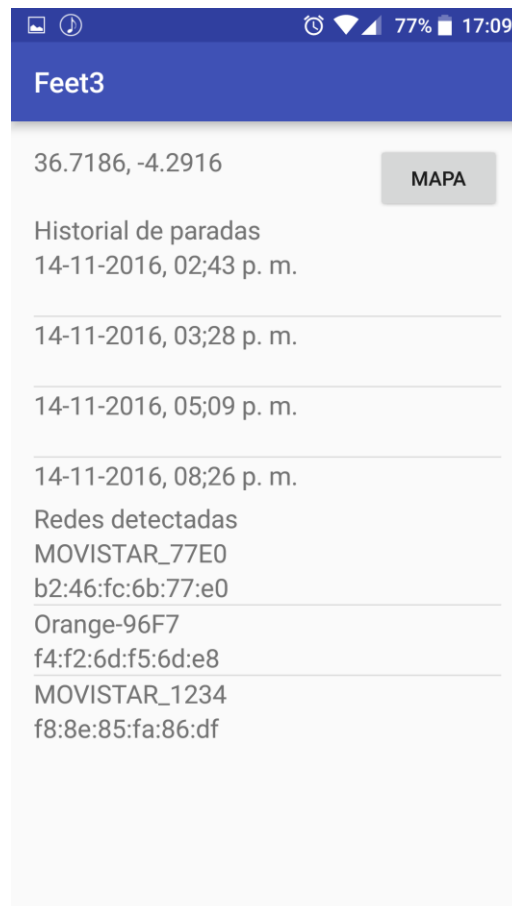 77% 17:09
Feet3
36.7186, -4.2916
MAPA
Historial de paradas
14-11-2016, 02;43 p. m.
14-11-2016, 03;28 p. m.
14-11-2016, 05;09 p. m.
14-11-2016, 08;26 p. m.
Redes detectadas
MOVISTAR_77E0
b2:46:fc:6b:77:e0
Orange-96F7
f4:f2:6d:f5:6d:e8
MOVISTAR_1234
f8:8e:85:fa:86:df